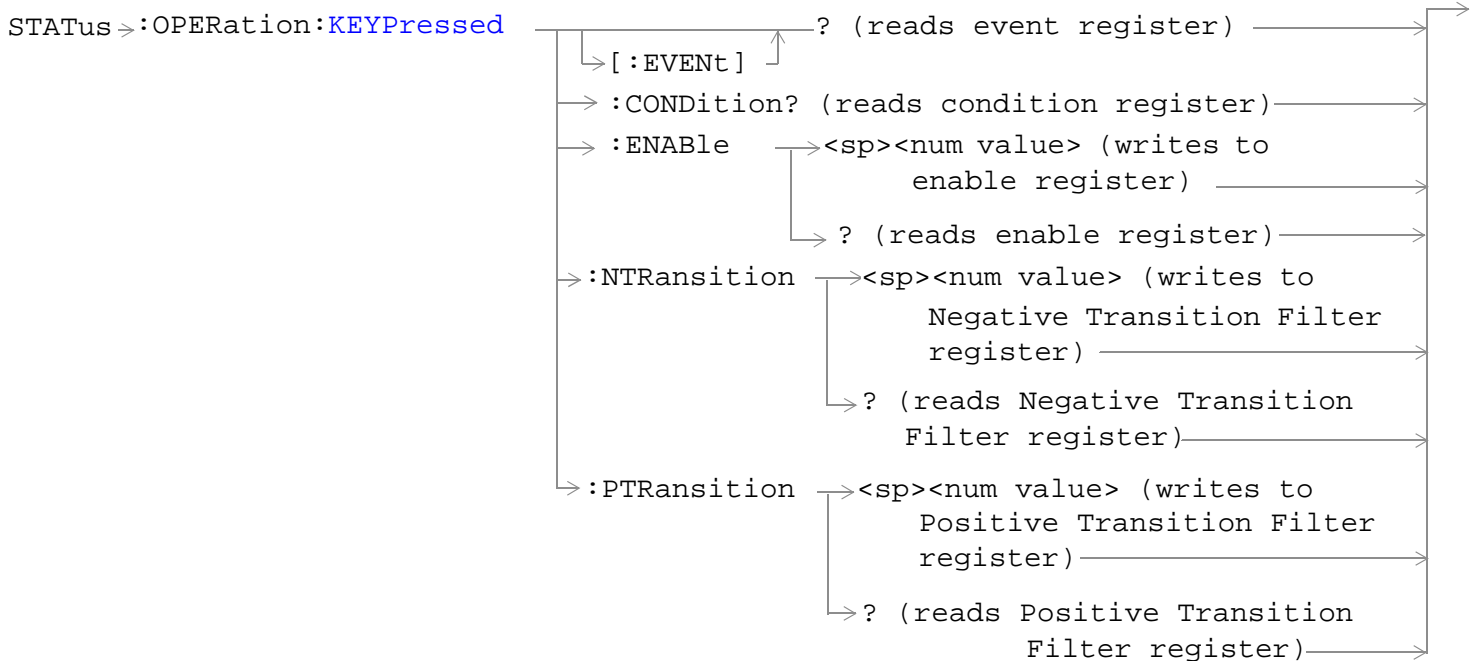 STATus :OPERation:KEYPressed ? (reads event register)
[:EVENt]
:CONDition? (reads condition register)
:ENABle <sp><num value> (writes to
enable register)
? (reads enable register)
:NTRansition <sp><num value> (writes to
Negative Transition Filter
register)
? (reads Negative Transition
Filter register)
:PTRansition <sp><num value> (writes to
Positive Transition Filter
register)
? (reads Positive Transition
Filter register)